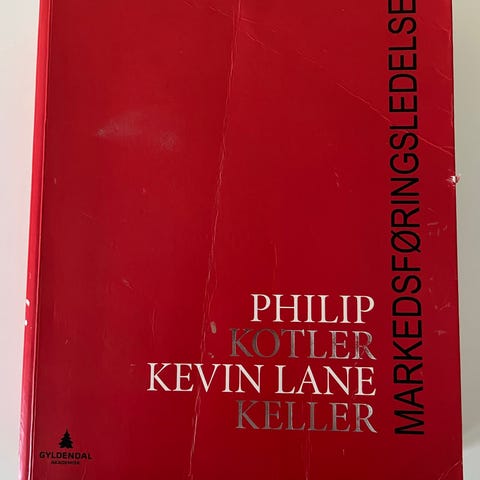 MARKEDSFØRINGSLEDELSE
PHILIP
KOTLER
KEVIN LANE
KELLER
GYLDENDAL
AKADEMISK